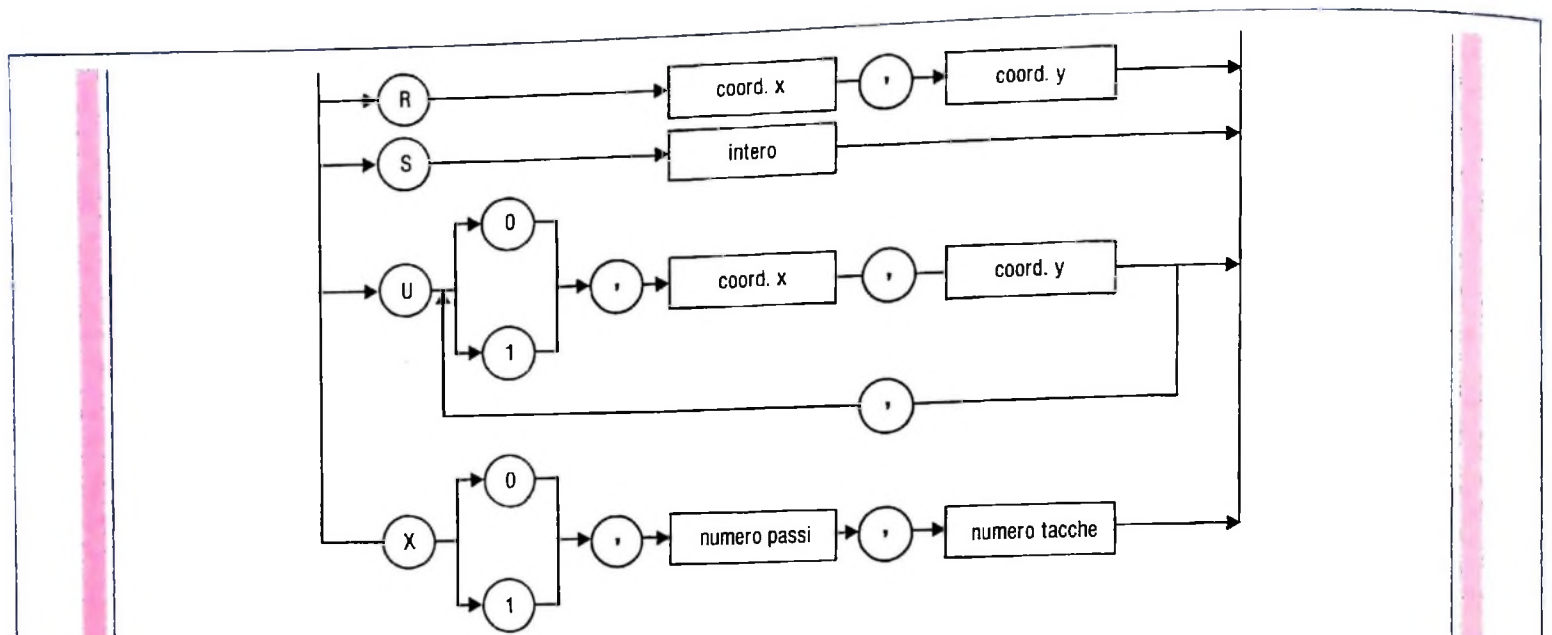 R coord. x , coord. y
S intero
0
U , coord. x , coord. y
1
,
0
X , numero passi , numero tacche
1